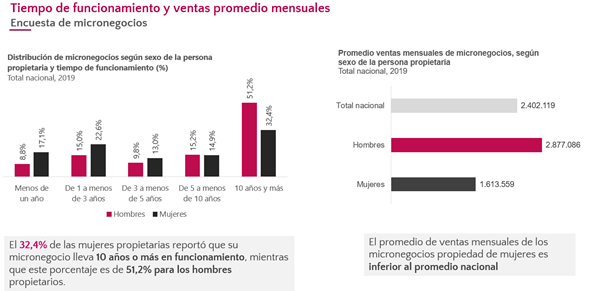 Tiempo de funcionamiento y ventas promedio mensuales
Encuesta de micronegocios
Distribución de micronegocios según sexo de la persona
propietaria y tiempo de funcionamiento (%)
Total nacional, 2019
8,8%
17,1%
15,0%
22,6%
9,8%
13,0%
15,2%
14,9%
51,2%
32,4%
Menos de
un año
De 1 a menos
de 3 años
De 3 a menos
de 5 años
De 5 a menos
de 10 años
10 años y más
Hombres
Mujeres
El 32,4% de las mujeres propietarias reportó que su
micronegocio lleva 10 años o más en funcionamiento, mientras
que este porcentaje es de 51,2% para los hombres
propietarios.
Promedio ventas mensuales de micronegocios, según
sexo de la persona propietaria
Total nacional, 2019
Total nacional
2.402.119
Hombres
2.877.086
Mujeres
1.613.559
El promedio de ventas mensuales de los
micronegocios propiedad de mujeres es
inferior al promedio nacional